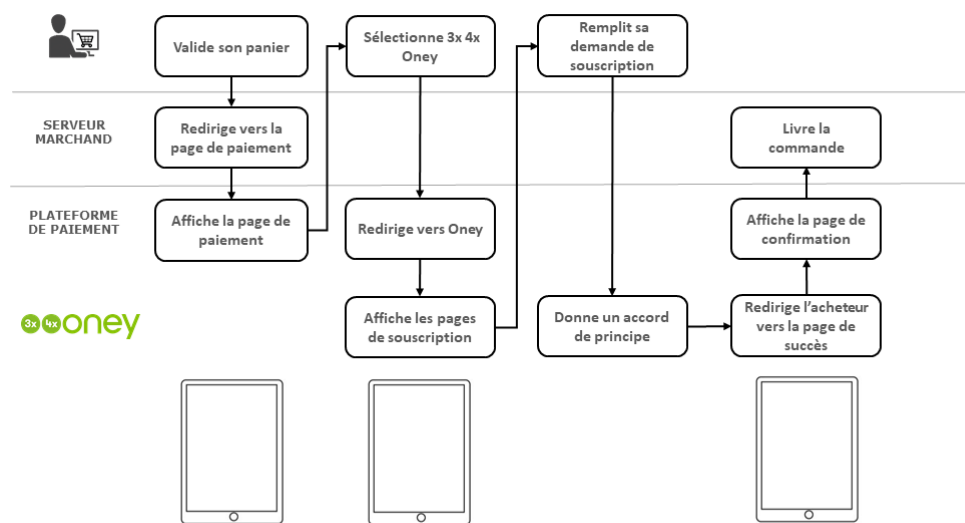 Valide son panier
Sélectionne 3x 4x
Oney
Remplit sa
demande de
souscription
SERVEUR
MARCHAND
Redirige vers la
page de paiement
Livre la
commande
PLATEFORME
DE PAIEMENT
Affiche la page de
paiement
Redirige vers Oney
Affiche la page de
confirmation
3x 4x oney
Affiche les pages
de souscription
Donne un accord
de principe
Redirige l’acheteur
vers la page de
succès